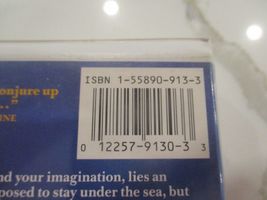 onjure up
..."
INE
ISBN 1-55890-913-3
0 12257-9130-3 3
nd your imagination, lies an
posed to stay under the sea, but